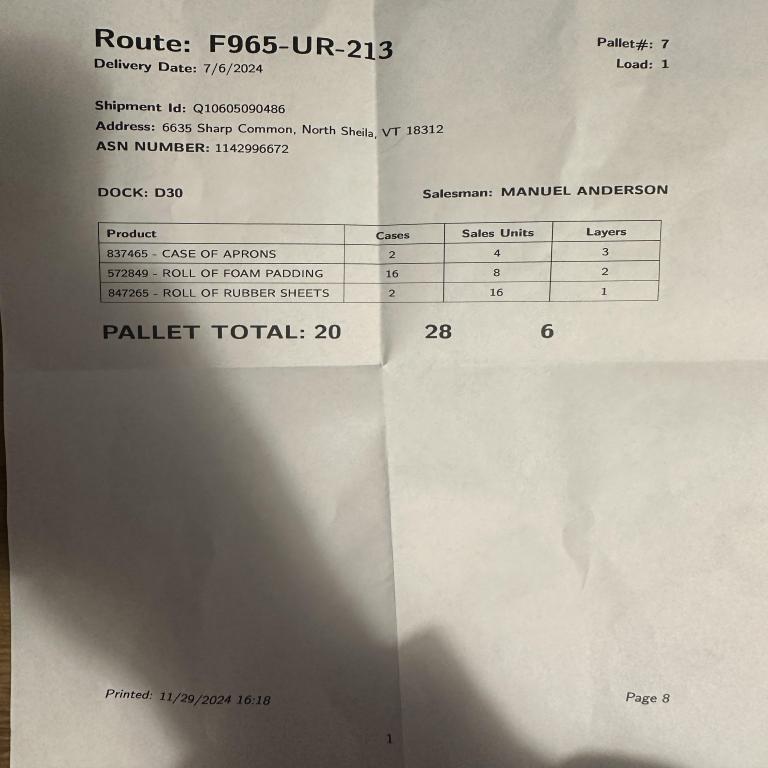 Route: F965-UR-213
Pallet#: 7
Delivery Date: 7/6/2024
Load: 1
Shipment Id: Q10605090486
Address: 6635 Sharp Common, North Sheila, VT 18312
ASN NUMBER: 1142996672
DOCK: D30 Salesman: MANUEL ANDERSON
Product Cases Sales Units Layers
837465 - CASE OF APRONS 2 4 3
572849 - ROLL OF FOAM PADDING 16 8 2
847265 - ROLL OF RUBBER SHEETS 2 16 1
PALLET TOTAL: 20 28 6
Printed: 11/29/2024 16:18 Page 8
1